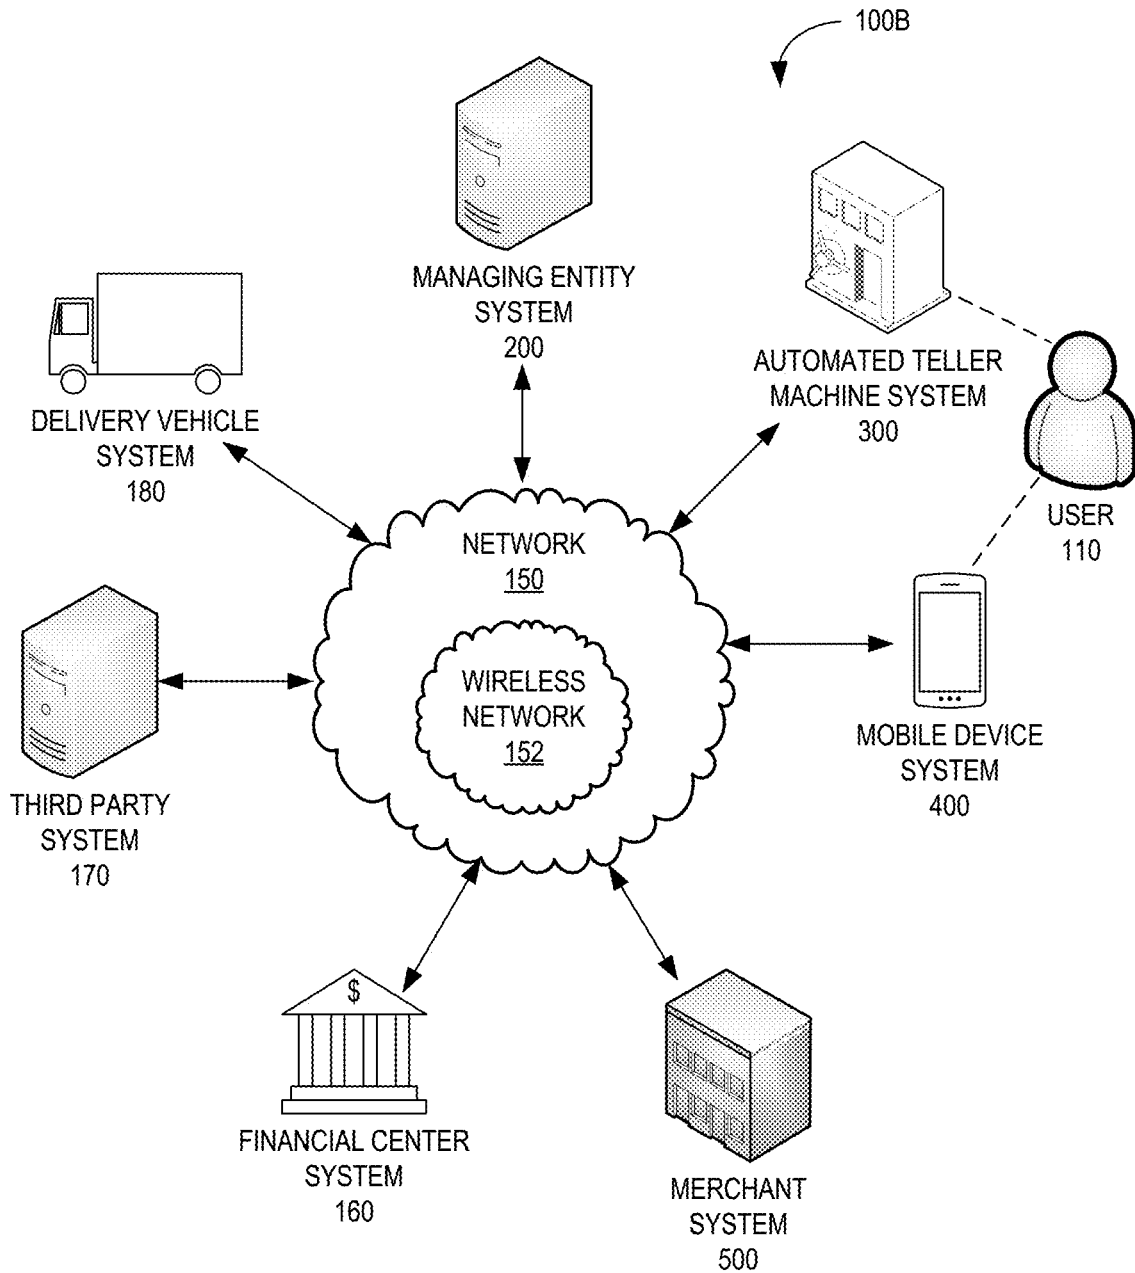 100B
MANAGING ENTITY
SYSTEM
200
AUTOMATED TELLER
MACHINE SYSTEM
300
DELIVERY VEHICLE
SYSTEM
180
USER
110
NETWORK
150
WIRELESS
NETWORK
152
MOBILE DEVICE
SYSTEM
400
THIRD PARTY
SYSTEM
170
$
FINANCIAL CENTER
SYSTEM
160
MERCHANT
SYSTEM
500